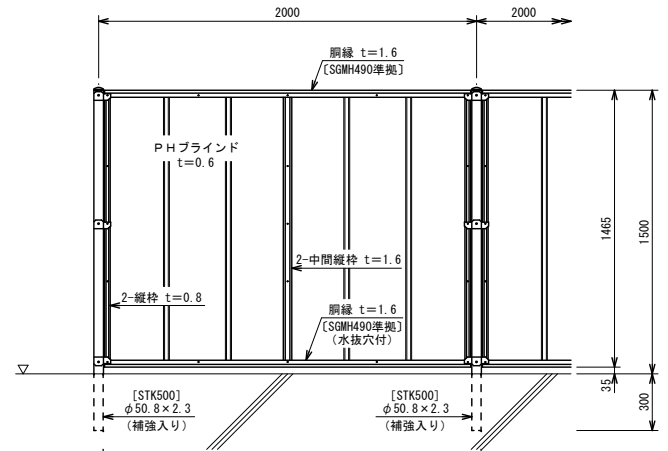 2000
2000
胴縁 t=1.6
[SGMH490準拠]
PHブラインド
t=0.6
1465
1500
2-中間縦枠 t=1.6
2-縦枠 t=0.8
胴縁 t=1.6
[SGMH490準拠]
(水抜穴付)
35
300
[STK500]
φ50.8×2.3
(補強入り)
[STK500]
φ50.8×2.3
(補強入り)